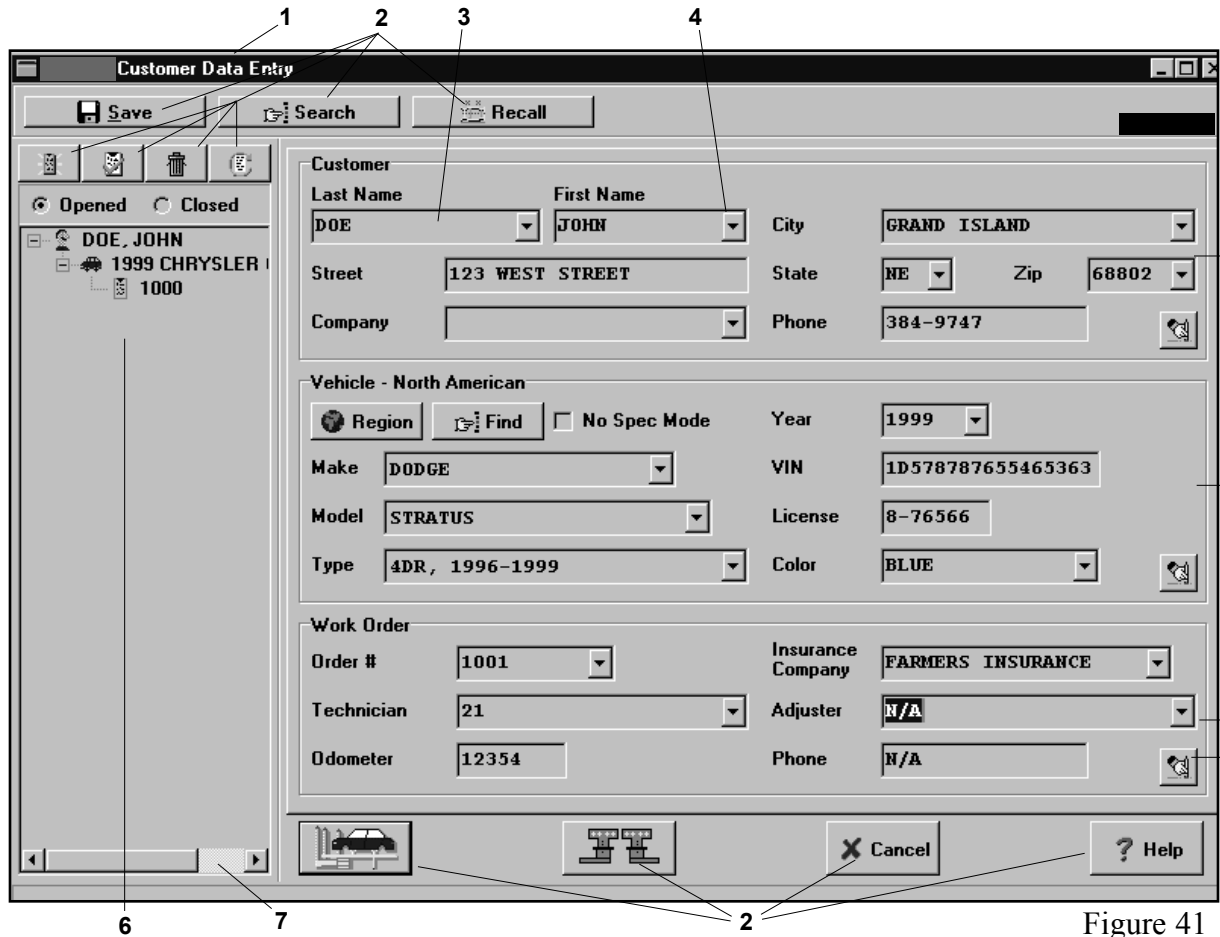 1 2 3 4
Customer Data Entry
Save Search Recall
Opened Closed
DOE, JOHN
1999 CHRYSLER
1000
Customer
Last Name First Name
DOE JOHN City GRAND ISLAND
Street 123 WEST STREET State NE Zip 68802
Company Phone 384-9747
Vehicle - North American
Region Find No Spec Mode Year 1999
Make DODGE VIN 1D578787655465363
Model STRATUS License 8-76566
Type 4DR, 1996-1999 Color BLUE
Work Order
Order # 1001 Insurance Company FARMERS INSURANCE
Technician 21 Adjuster N/A
Odometer 12354 Phone N/A
Cancel ? Help
6 7 2 Figure 41